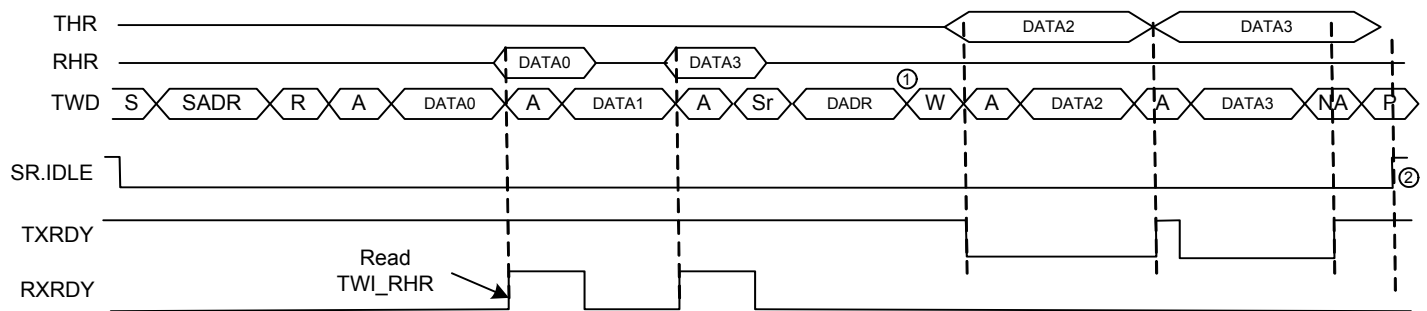 THR DATA2 DATA3
RHR DATA0 DATA3
①
TWD S SADR R A DATA0 A DATA1 A Sr DADR W A DATA2 A DATA3 NA P
SR.IDLE
②
TXRDY
Read
TWI_RHR
RXRDY